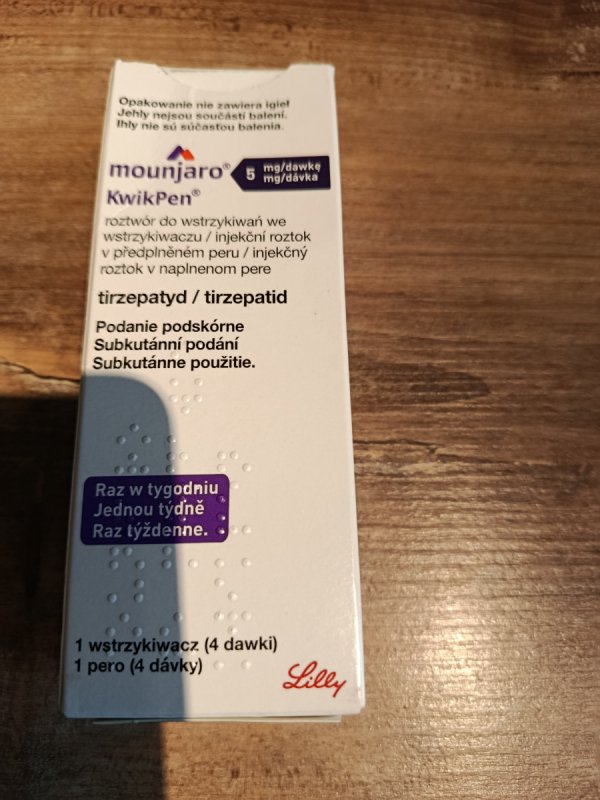 Opakowanie nie zawiera igieł
Jehly nejsou součástí balení.
Ihly nie sú súčasťou balenia.
mounjaro®
5 mg/dawkę
mg/dávka
KwikPen®
roztwór do wstrzykiwań we
wstrzykiwaczu / injekční roztok
v předplněném peru / injekčný
roztok v naplnenom pere
tirzepatyd / tirzepatid
Podanie podskórne
Subkutánní podání
Subkutánne použitie.
Raz w tygodniu
Jednou týdně
Raz týždenne.
1 wstrzykiwacz (4 dawki)
1 pero (4 dávky)
Lilly